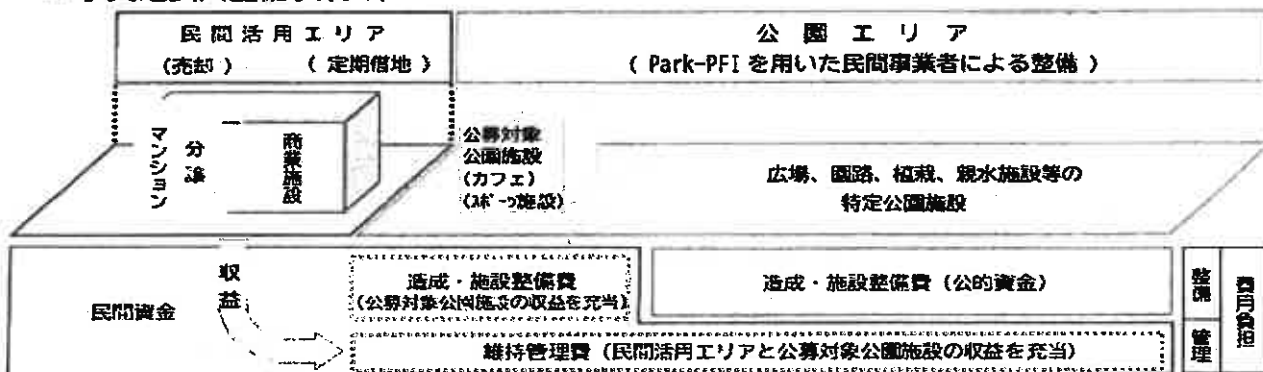 民間活用エリア
(売却) (定期借地)
公園エリア
(Park-PFIを用いた民間事業者による整備)
分譲
マンション
商業施設
公募対象
公園施設
(カフェ)
(スポーツ施設)
広場、園路、植栽、親水施設等の
特定公園施設
民間資金
収益
造成・施設整備費
(公募対象公園施設の収益を充当)
造成・施設整備費(公的資金)
維持管理費(民間活用エリアと公募対象公園施設の収益を充当)
整備
管理
費用負担